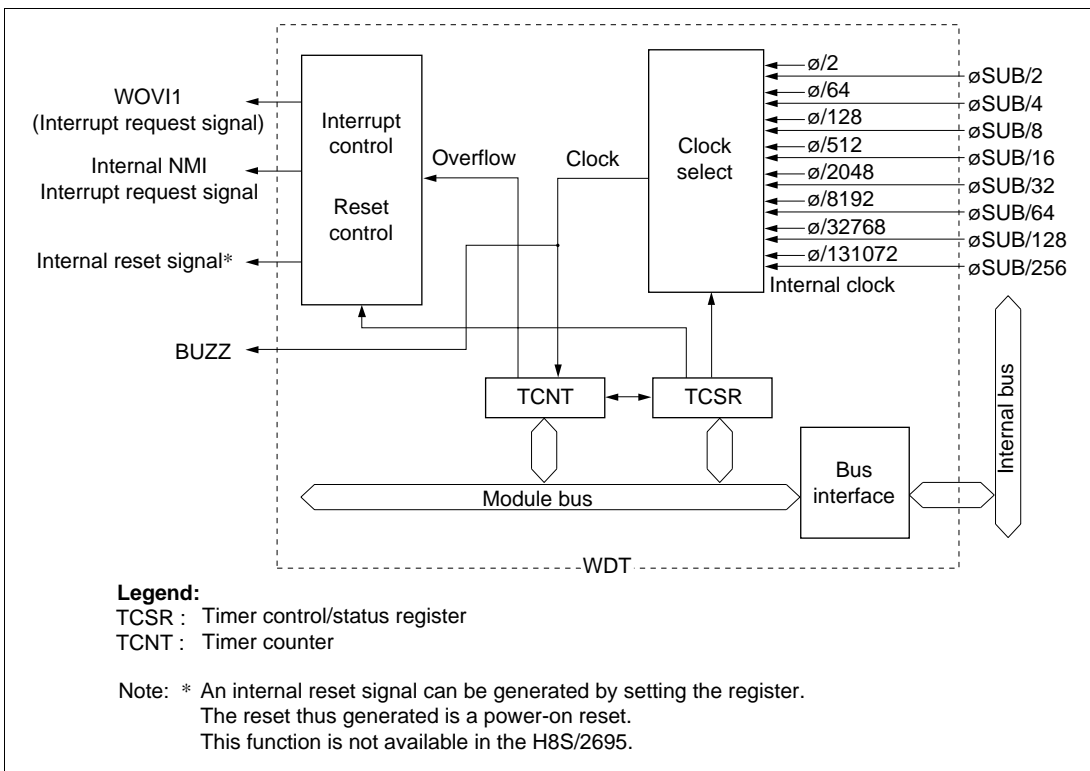 WOVI1
(Interrupt request signal)
Internal NMI
Interrupt request signal
Internal reset signal*
BUZZ
Interrupt
control
Reset
control
Overflow
Clock
Clock
select
ø/2
ø/64
ø/128
ø/512
ø/2048
ø/8192
ø/32768
ø/131072
Internal clock
øSUB/2
øSUB/4
øSUB/8
øSUB/16
øSUB/32
øSUB/64
øSUB/128
øSUB/256
TCNT
TCSR
Module bus
Bus
interface
Internal bus
WDT
Legend:
TCSR : Timer control/status register
TCNT : Timer counter
Note: * An internal reset signal can be generated by setting the register.
The reset thus generated is a power-on reset.
This function is not available in the H8S/2695.